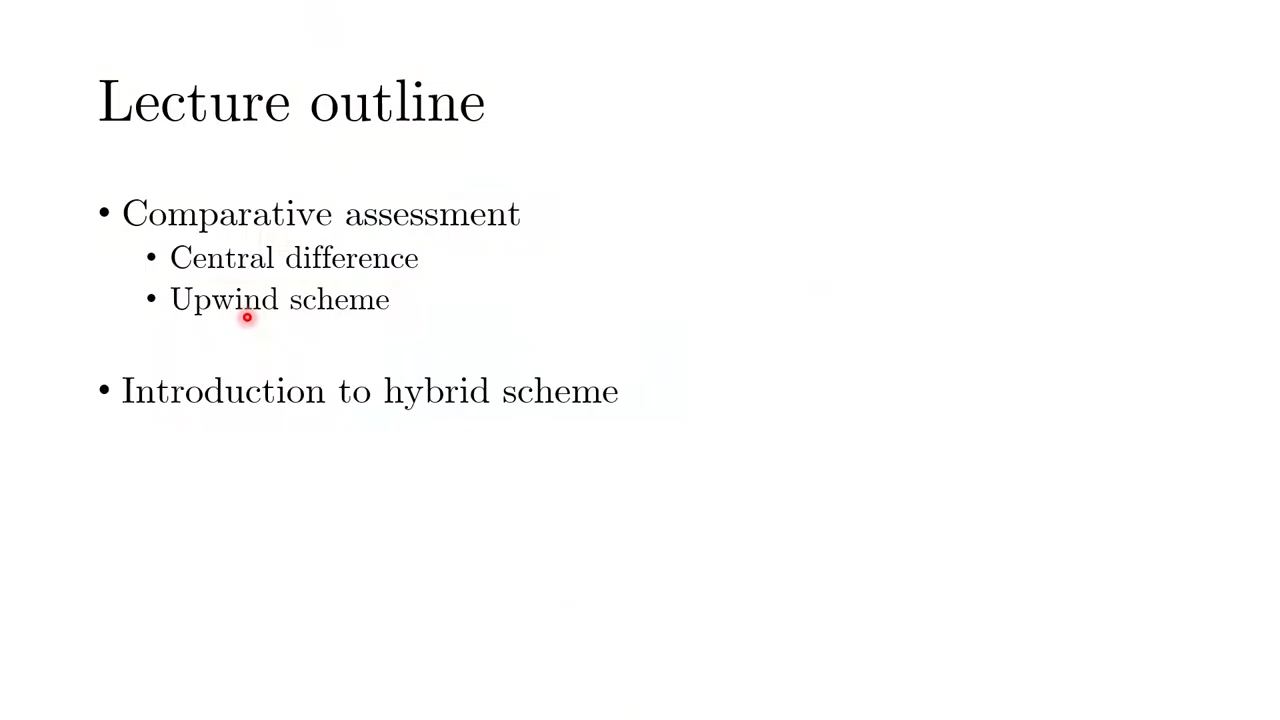 Lecture outline
• Comparative assessment
• Central difference
• Upwind scheme
• Introduction to hybrid scheme